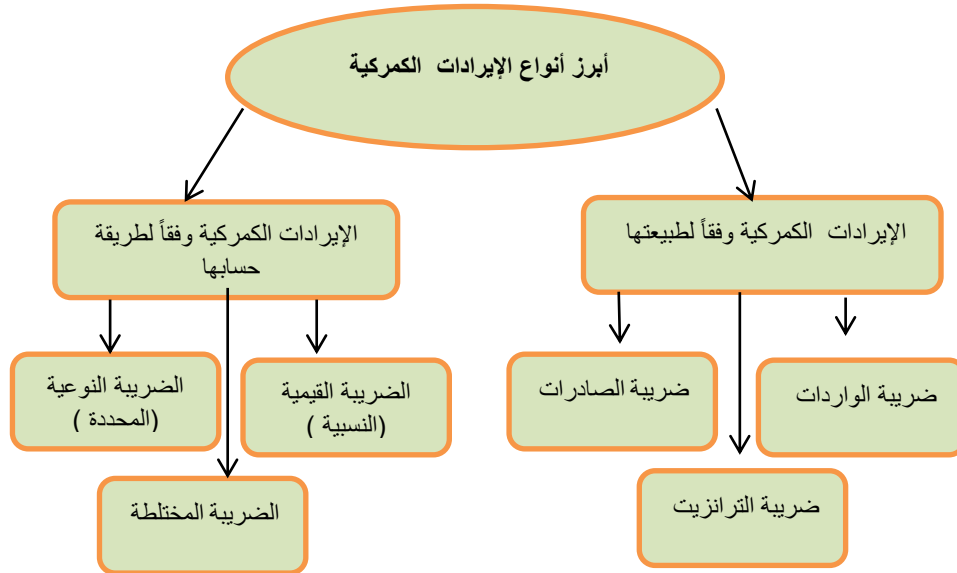 أبرز أنواع الإيرادات الكمركية
الإيرادات الكمركية وفقاً لطبيعتها
الإيرادات الكمركية وفقاً لطريقة
حسابها
ضريبة الواردات
ضريبة الصادرات
الضريبة القيمية
(النسبية )
الضريبة النوعية
(المحددة )
ضريبة الترانزيت
الضريبة المختلطة